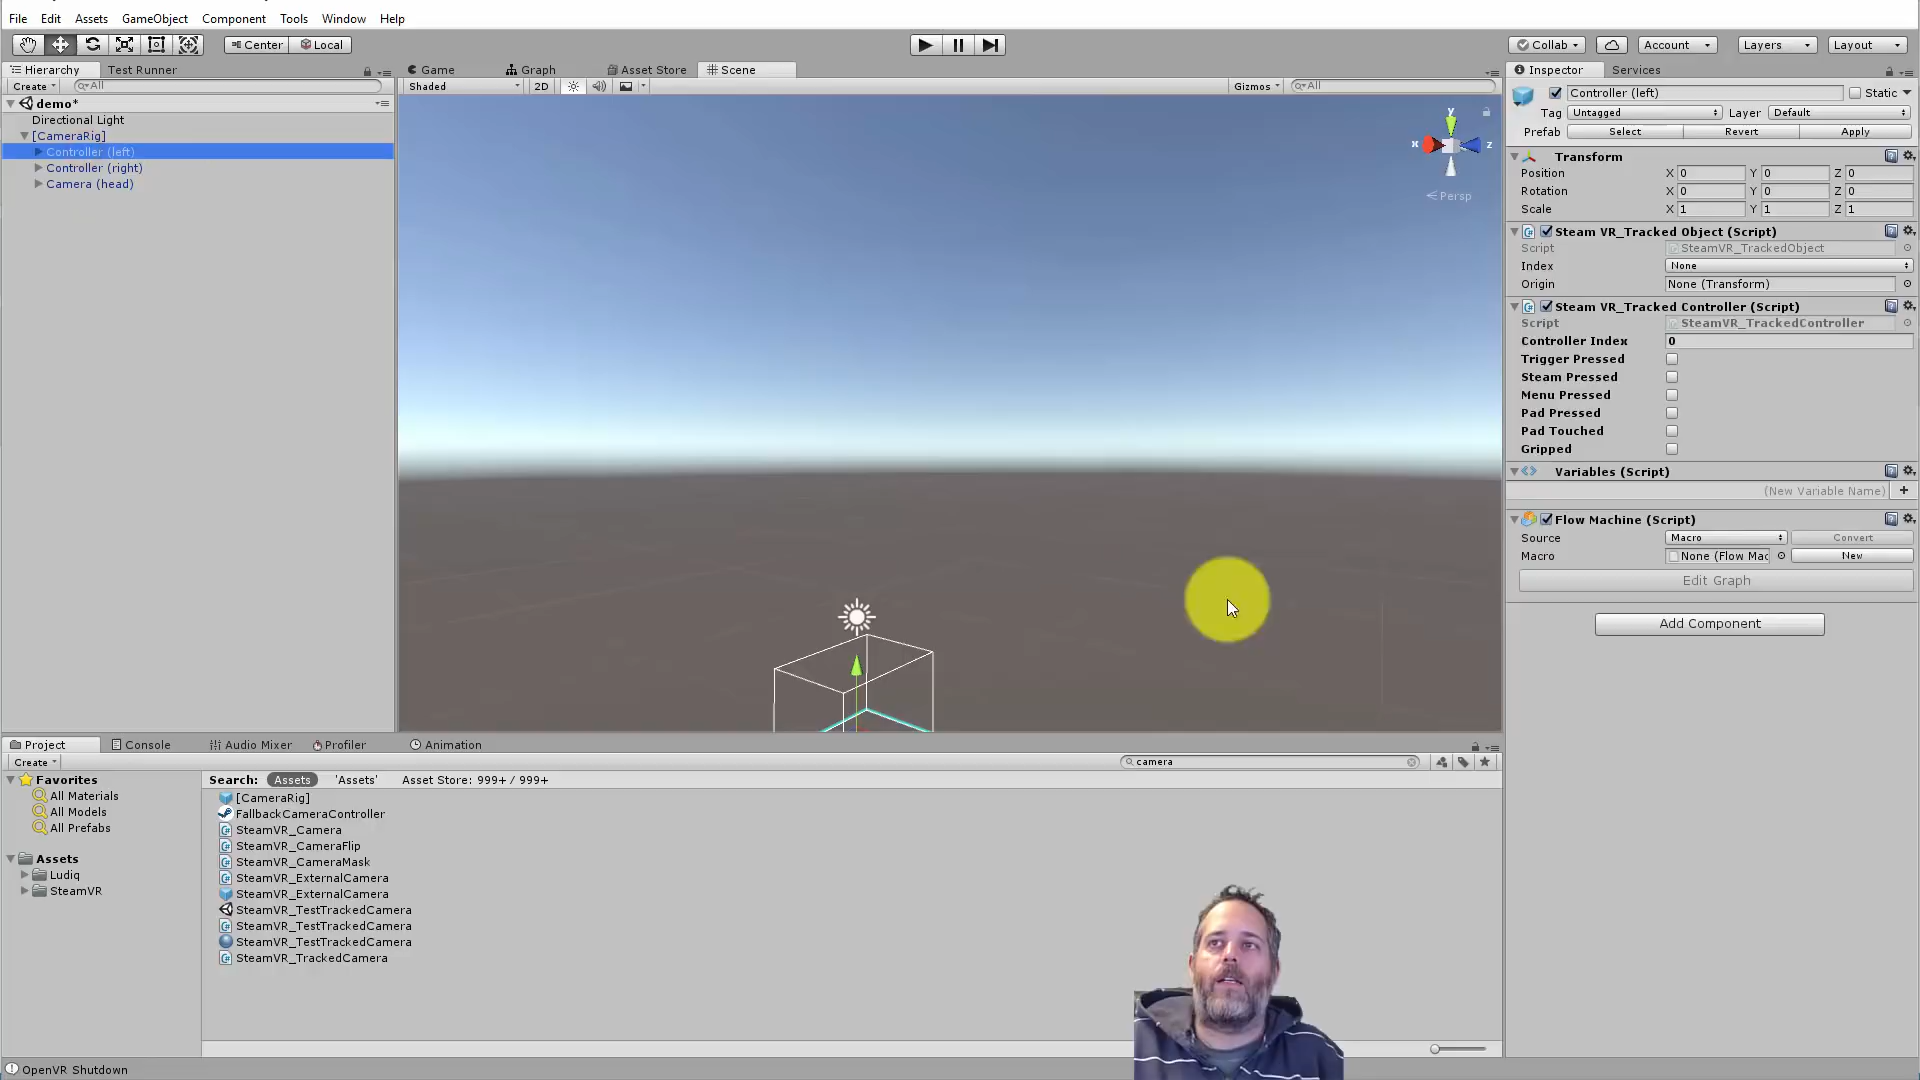 File Edit Assets GameObject Component Tools Window Help
Center Local
Collab Account Layers Layout
Hierarchy Test Runner
Create All
demo*
Directional Light
[CameraRig]
Controller (left)
Controller (right)
Camera (head)
Game Graph Asset Store Scene
Shaded 2D Gizmos All
y
x z
Persp
Inspector Services
Controller (left) Static
Tag Untagged Layer Default
Prefab Select Revert Apply
Transform
Position X 0 Y 0 Z 0
Rotation X 0 Y 0 Z 0
Scale X 1 Y 1 Z 1
Steam VR_Tracked Object (Script)
Script SteamVR_TrackedObject
Index None
Origin None (Transform)
Steam VR_Tracked Controller (Script)
Script SteamVR_TrackedController
Controller Index 0
Trigger Pressed
Steam Pressed
Menu Pressed
Pad Pressed
Pad Touched
Gripped
Variables (Script)
(New Variable Name)
Flow Machine (Script)
Source Macro Convert
Macro None (Flow Mac New
Edit Graph
Add Component
Project Console Audio Mixer Profiler Animation
Create camera
Favorites
All Materials
All Models
All Prefabs
Assets
Ludiq
SteamVR
Search: Assets 'Assets' Asset Store: 999+ / 999+
[CameraRig]
FallbackCameraController
SteamVR_Camera
SteamVR_CameraFlip
SteamVR_CameraMask
SteamVR_ExternalCamera
SteamVR_ExternalCamera
SteamVR_TestTrackedCamera
SteamVR_TestTrackedCamera
SteamVR_TestTrackedCamera
SteamVR_TrackedCamera
OpenVR Shutdown